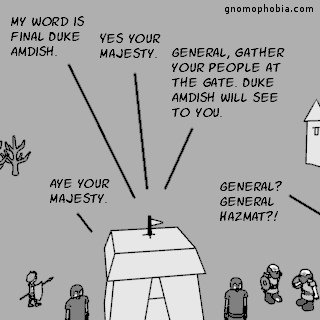 gnomophobia.com
MY WORD IS
FINAL DUKE
AMDISH.
YES YOUR
MAJESTY.
GENERAL, GATHER
YOUR PEOPLE AT
THE GATE. DUKE
AMDISH WILL SEE
TO YOU.
AYE YOUR
MAJESTY.
GENERAL?
GENERAL
HAZMAT?!